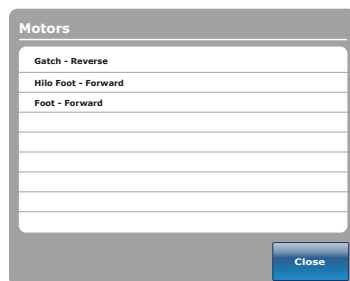 Motors
Gatch - Reverse
Hilo Foot - Forward
Foot - Forward
Close